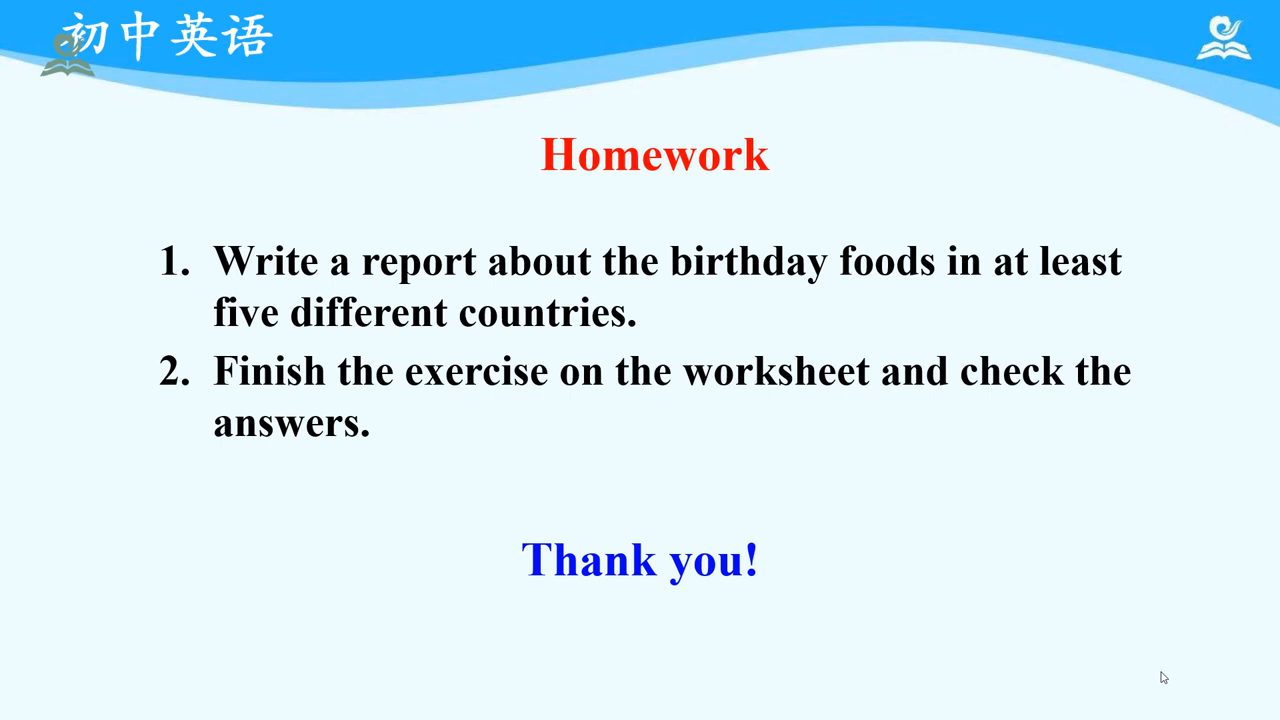 初中英语
Homework
1. Write a report about the birthday foods in at least
five different countries.
2. Finish the exercise on the worksheet and check the
answers.
Thank you!